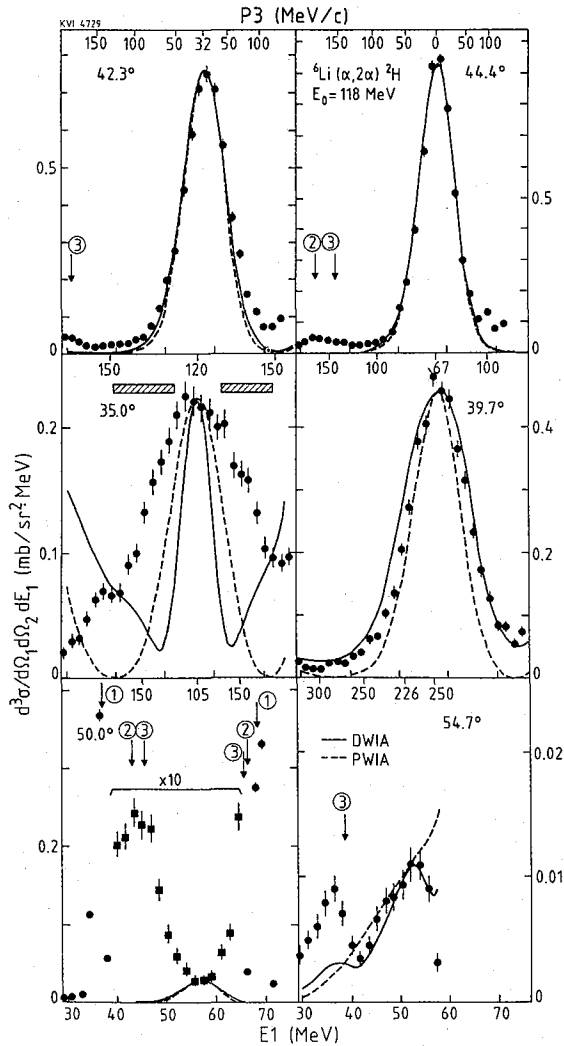 P3 (MeV/c)
KVI 4729
150 100 50 32 50 100
150 100 50 0 50 100
42.3°
⁶Li (α,2α) ²H
E₀=118 MeV
44.4°
0.5
0.5
③
② ③
150 120 150
150 100 67 100
35.0°
39.7°
0.2
0.4
0.1
0.2
0
0
d³σ/dΩ₁dΩ₂dE₁ (mb/sr²MeV)
150 105 150
300 250 226 250
①
①
50.0°
② ③
②
③
x10
54.7°
DWIA
PWIA
0.02
③
0.2
0.01
0
0
30 40 50 60 70
30 40 50 60 70
E1 (MeV)